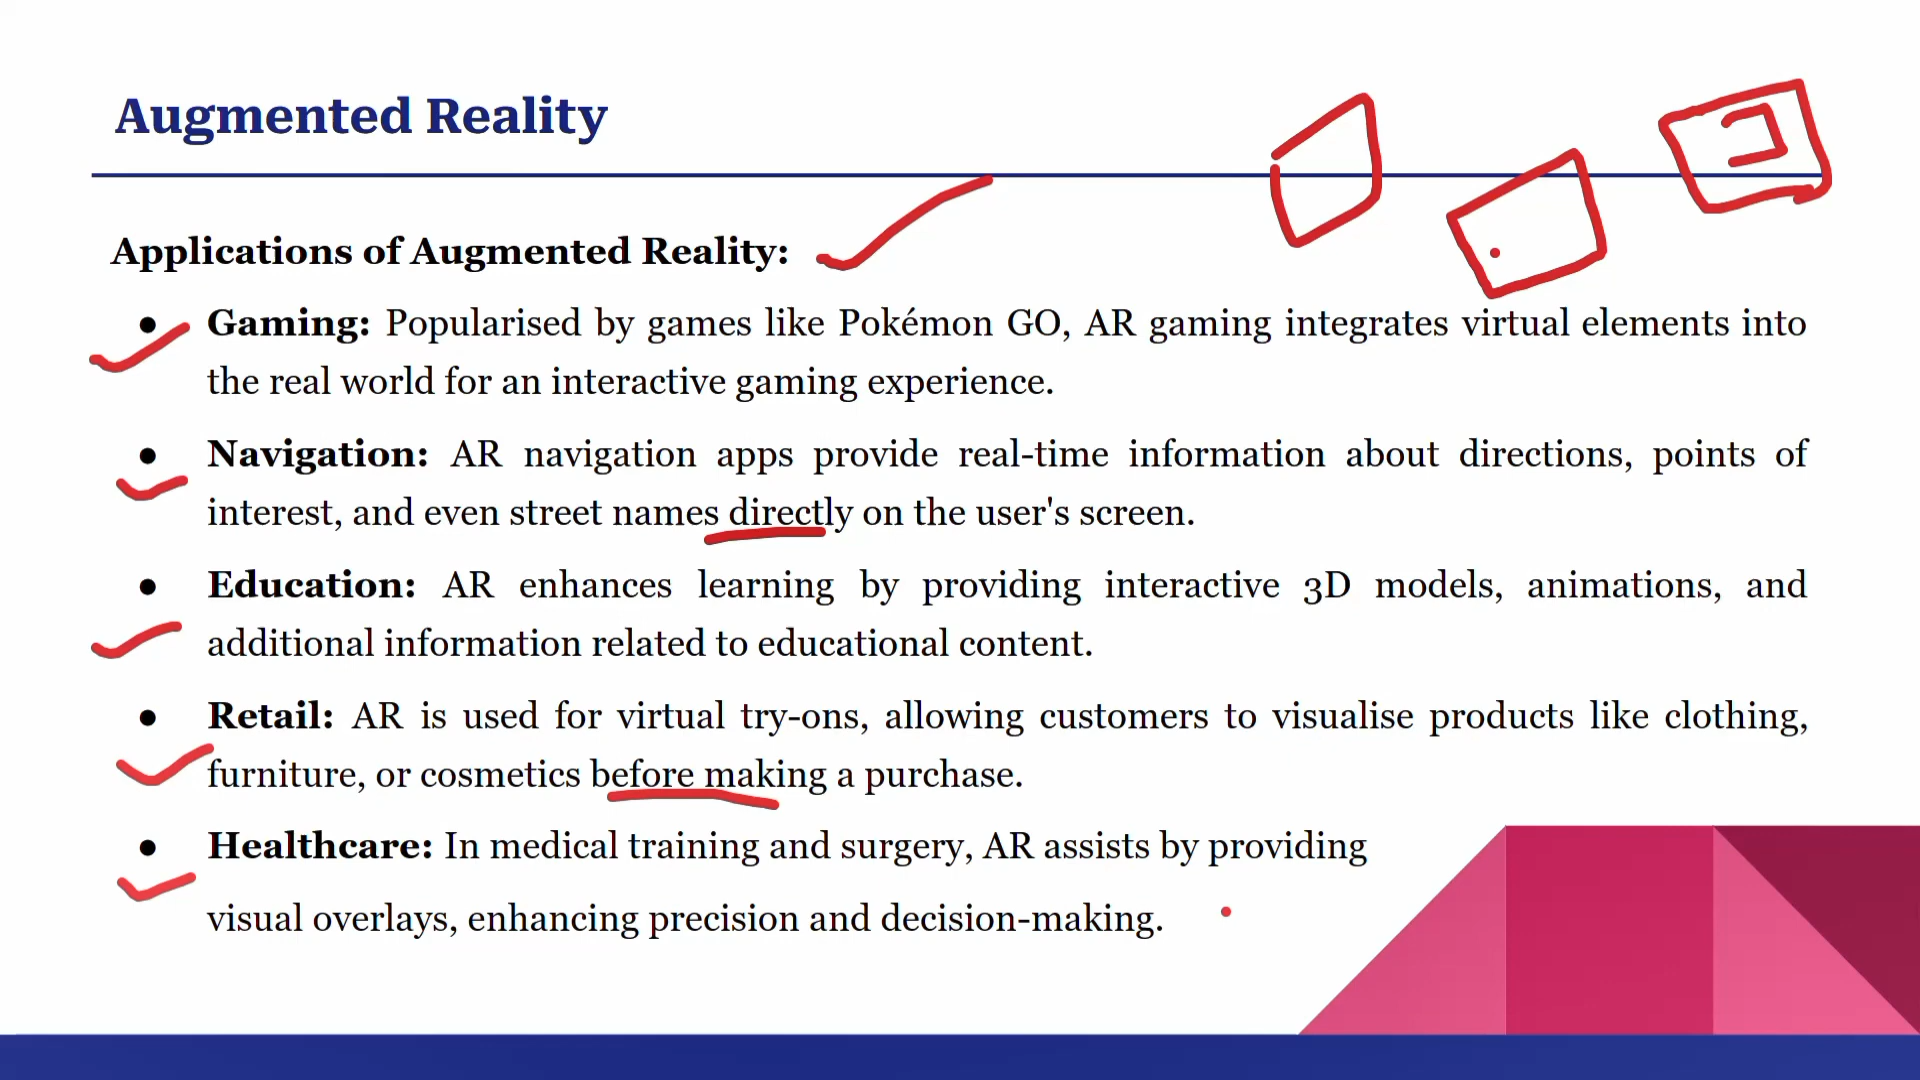 Augmented Reality
Applications of Augmented Reality:
● Gaming: Popularised by games like Pokémon GO, AR gaming integrates virtual elements into
the real world for an interactive gaming experience.
● Navigation: AR navigation apps provide real-time information about directions, points of
interest, and even street names directly on the user's screen.
● Education: AR enhances learning by providing interactive 3D models, animations, and
additional information related to educational content.
● Retail: AR is used for virtual try-ons, allowing customers to visualise products like clothing,
furniture, or cosmetics before making a purchase.
● Healthcare: In medical training and surgery, AR assists by providing
visual overlays, enhancing precision and decision-making.